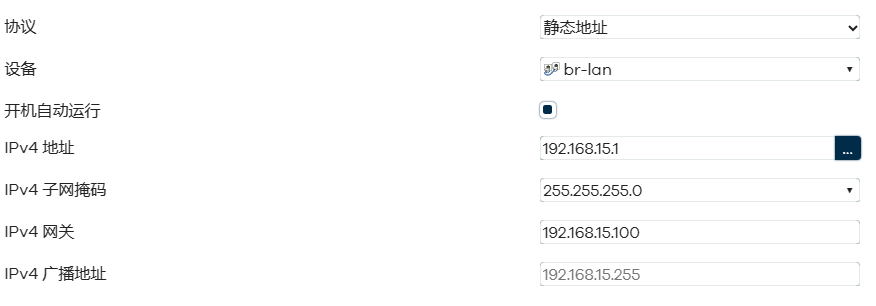 协议 静态地址
设备 br-lan
开机自动运行
IPv4 地址 192.168.15.1 ...
IPv4 子网掩码 255.255.255.0
IPv4 网关 192.168.15.100
IPv4 广播地址 192.168.15.255